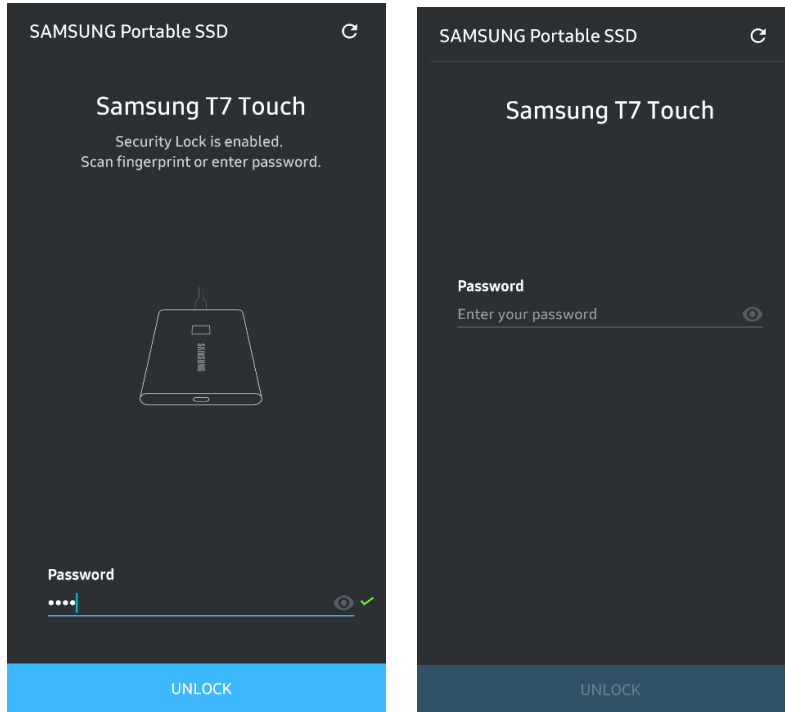 SAMSUNG Portable SSD
Samsung T7 Touch
Security Lock is enabled.
Scan fingerprint or enter password.
SAMSUNG
Password
••••
UNLOCK
SAMSUNG Portable SSD
Samsung T7 Touch
Password
Enter your password
UNLOCK